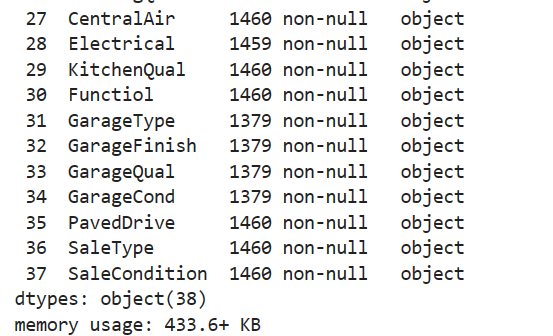 27 CentralAir 1460 non-null object
28 Electrical 1459 non-null object
29 KitchenQual 1460 non-null object
30 Functiol 1460 non-null object
31 GarageType 1379 non-null object
32 GarageFinish 1379 non-null object
33 GarageQual 1379 non-null object
34 GarageCond 1379 non-null object
35 PavedDrive 1460 non-null object
36 SaleType 1460 non-null object
37 SaleCondition 1460 non-null object
dtypes: object(38)
memory usage: 433.6+ KB